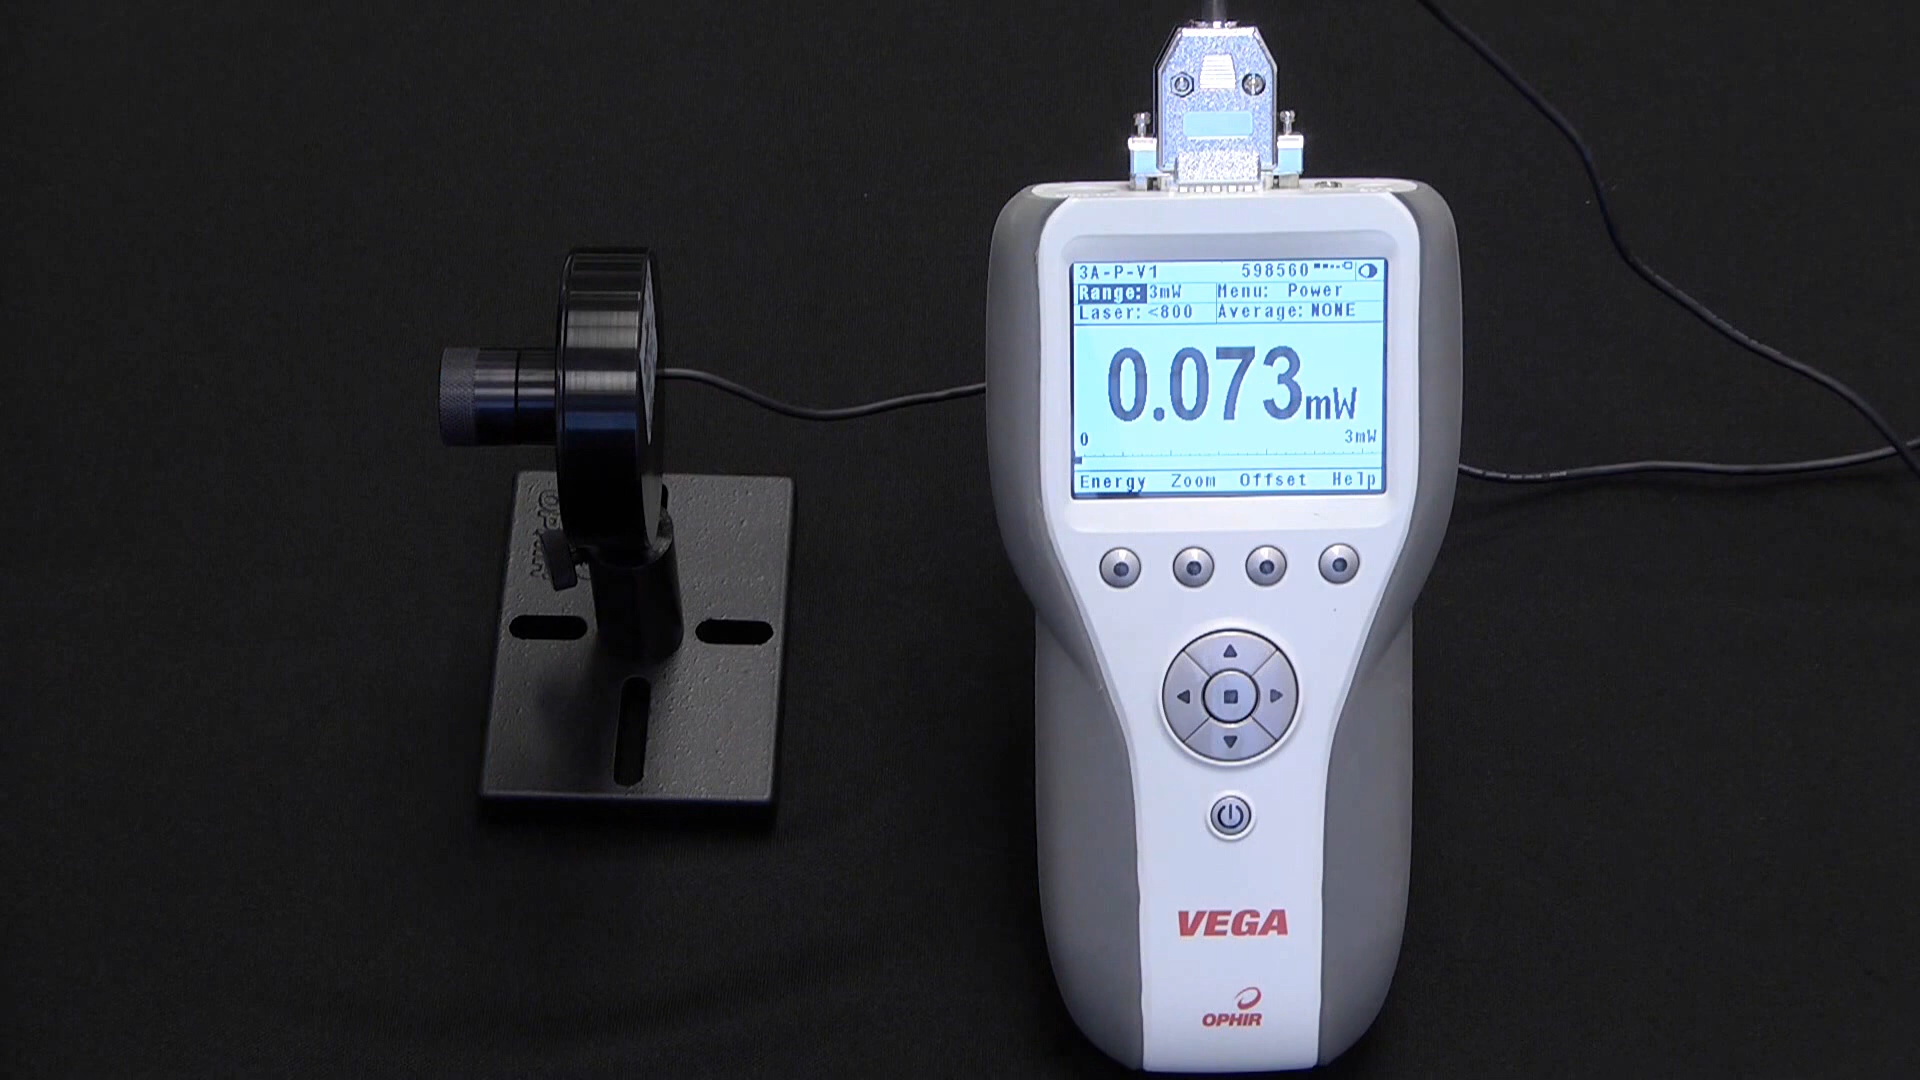 3A-P-V1 598560
Range: 3mW Menu: Power
Laser: <800 Average: NONE
0.073mW
0 3mW
Energy Zoom Offset Help
VEGA
OPHIR